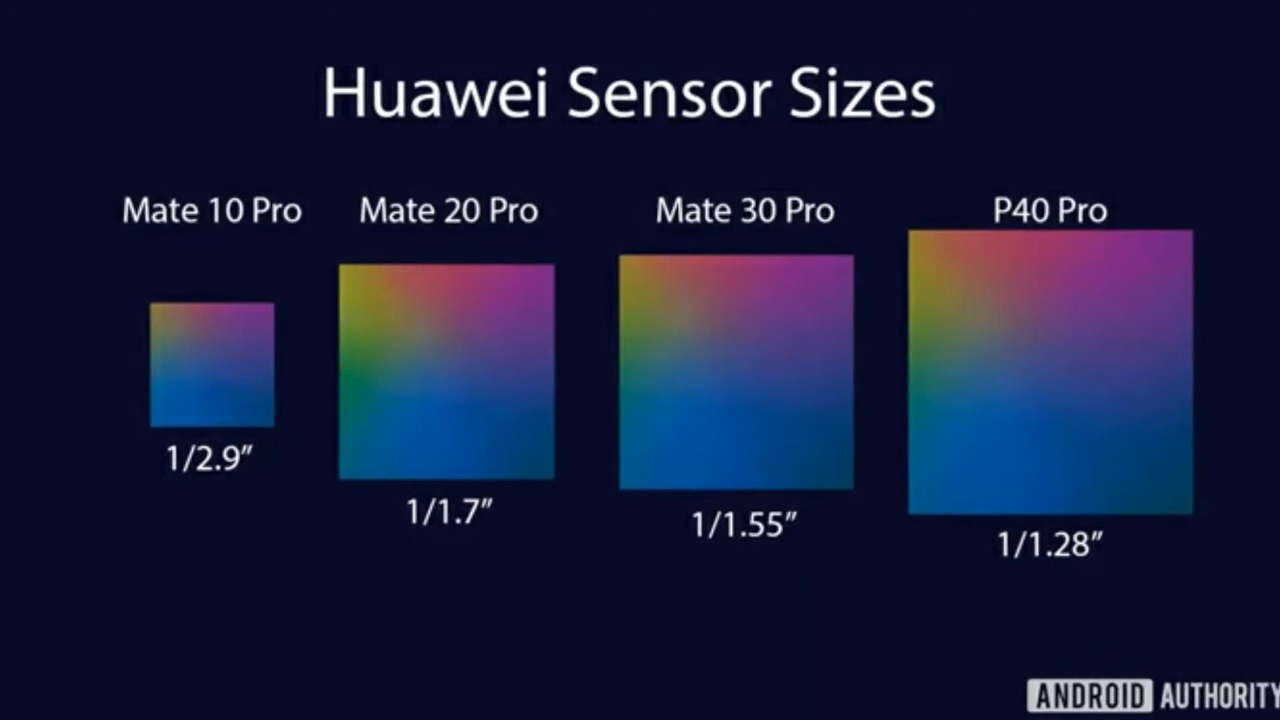 Huawei Sensor Sizes
Mate 10 Pro
Mate 20 Pro
Mate 30 Pro
P40 Pro
1/2.9”
1/1.7”
1/1.55”
1/1.28”
ANDROID AUTHORITY